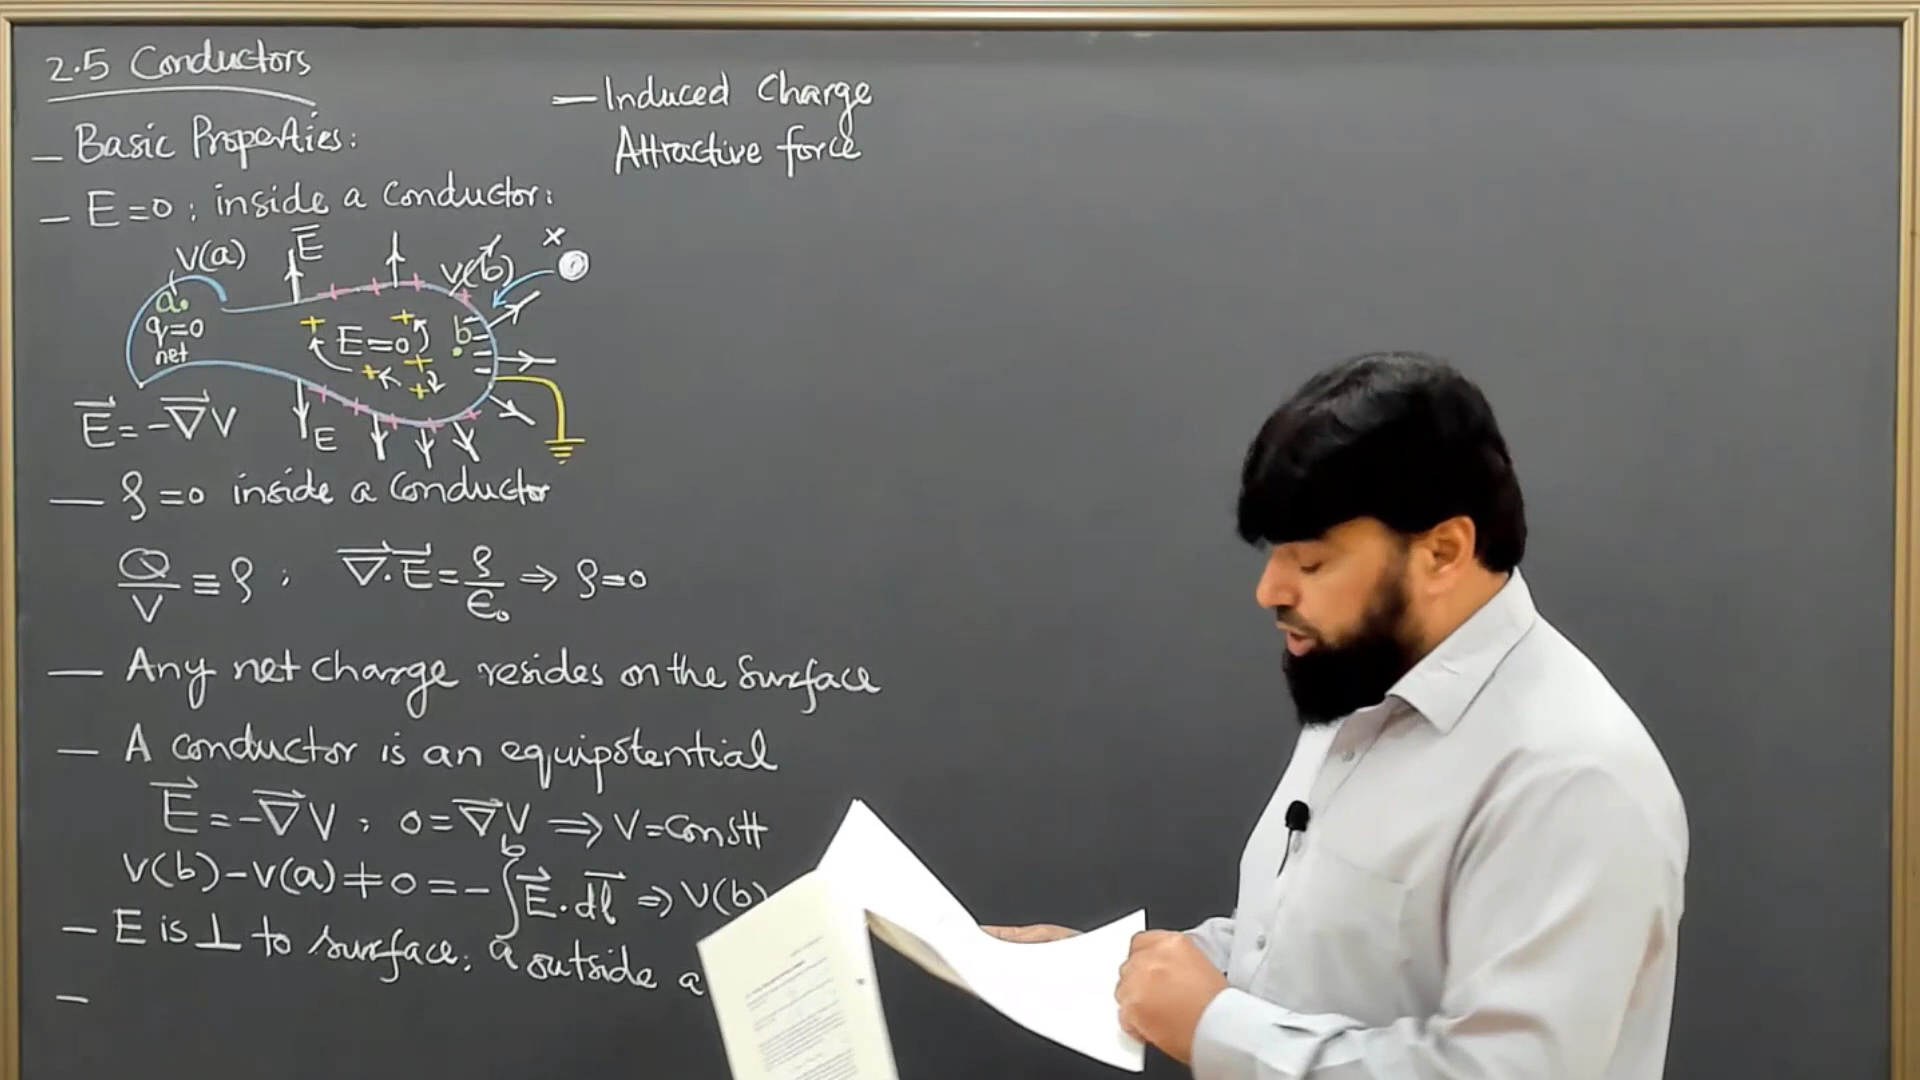 2.5 Conductors
– Basic Properties:
– E=0 ; inside a conductor:
V(a) E V(b) x
a.
q=0
net
E=0
b
E⃗ = -∇⃗V
E
– ρ=0 inside a conductor
Q/V ≡ ρ ; ∇⃗·E⃗ = ρ/ε₀ ⇒ ρ=0
– Any net charge resides on the surface
– A conductor is an equipotential
E⃗ = -∇⃗V ; 0=∇⃗V ⇒ V=constt
V(b)-V(a)≠0=-∫ₐᵇE⃗·dl⃗ ⇒ V(b)
– E is ⊥ to surface; outside a
–
– Induced Charge
Attractive force